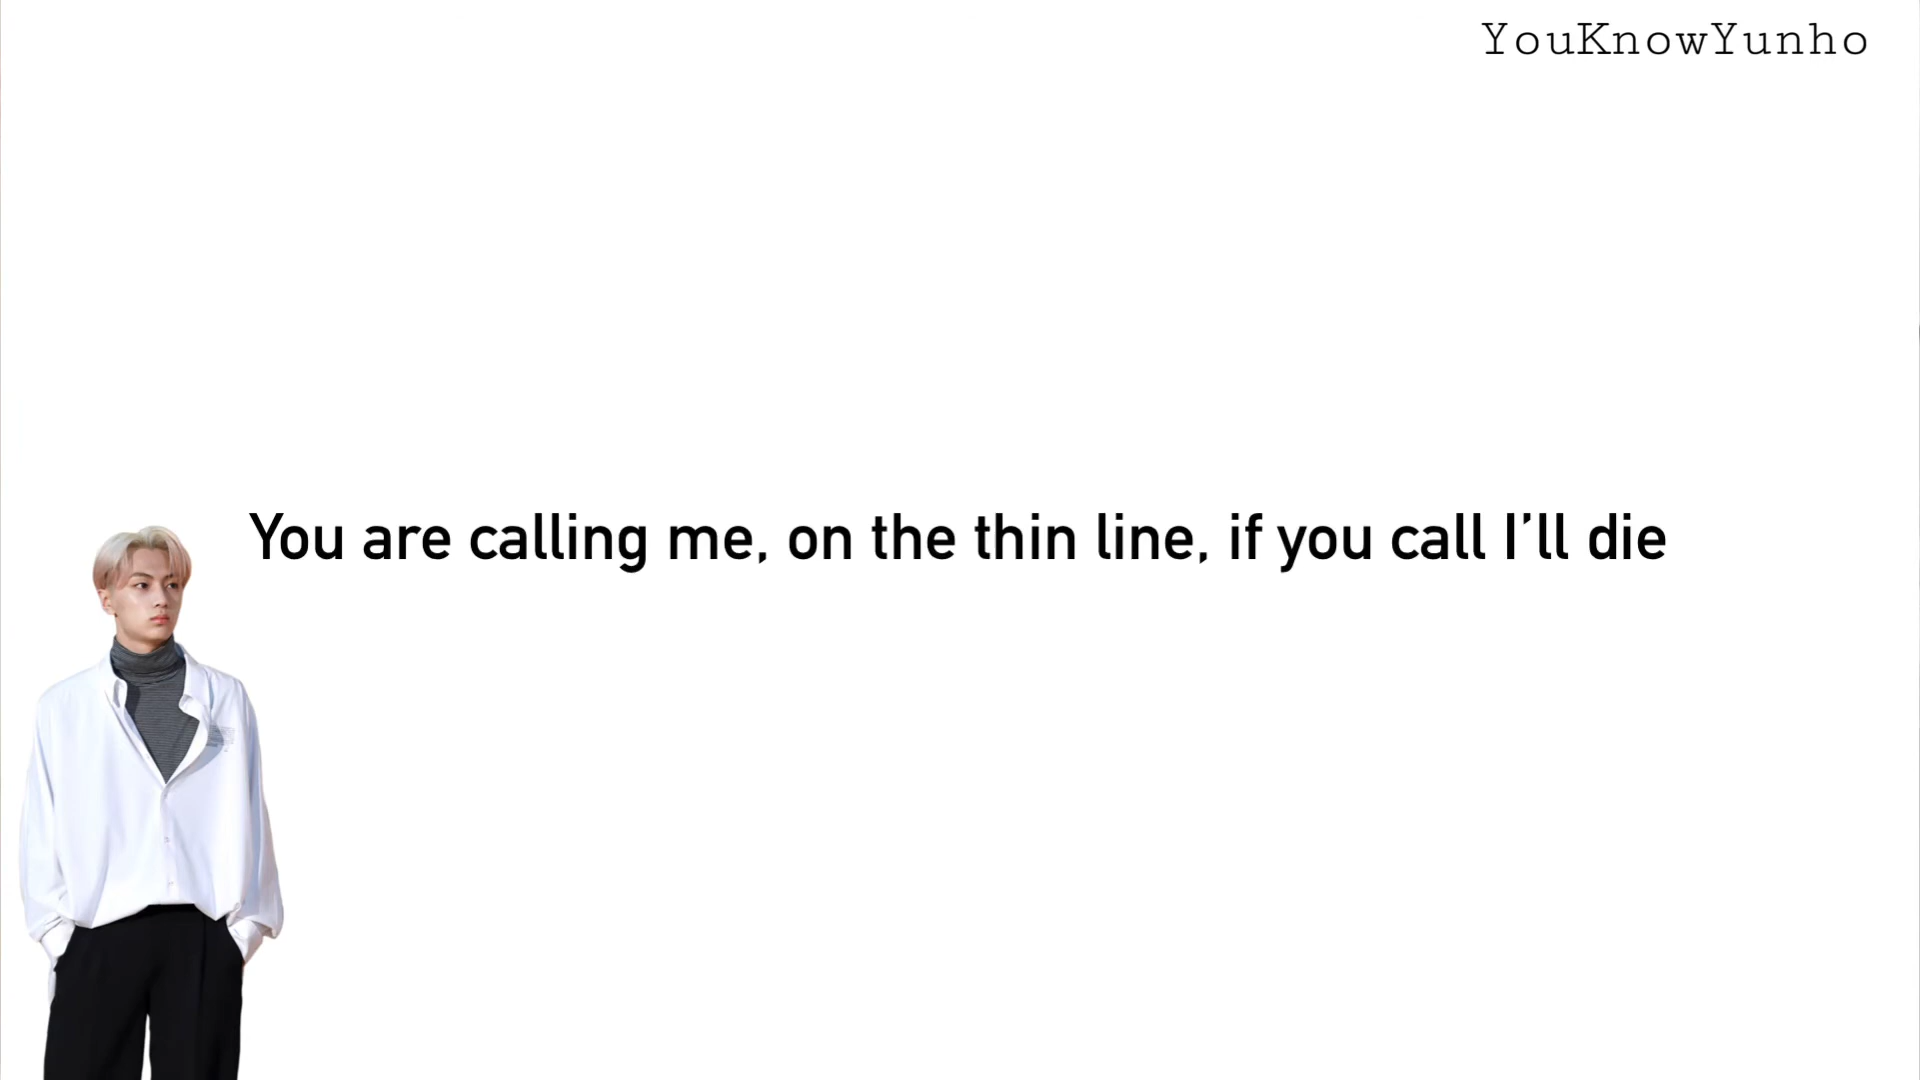 YouKnowYunho
You are calling me, on the thin line, if you call I’ll die